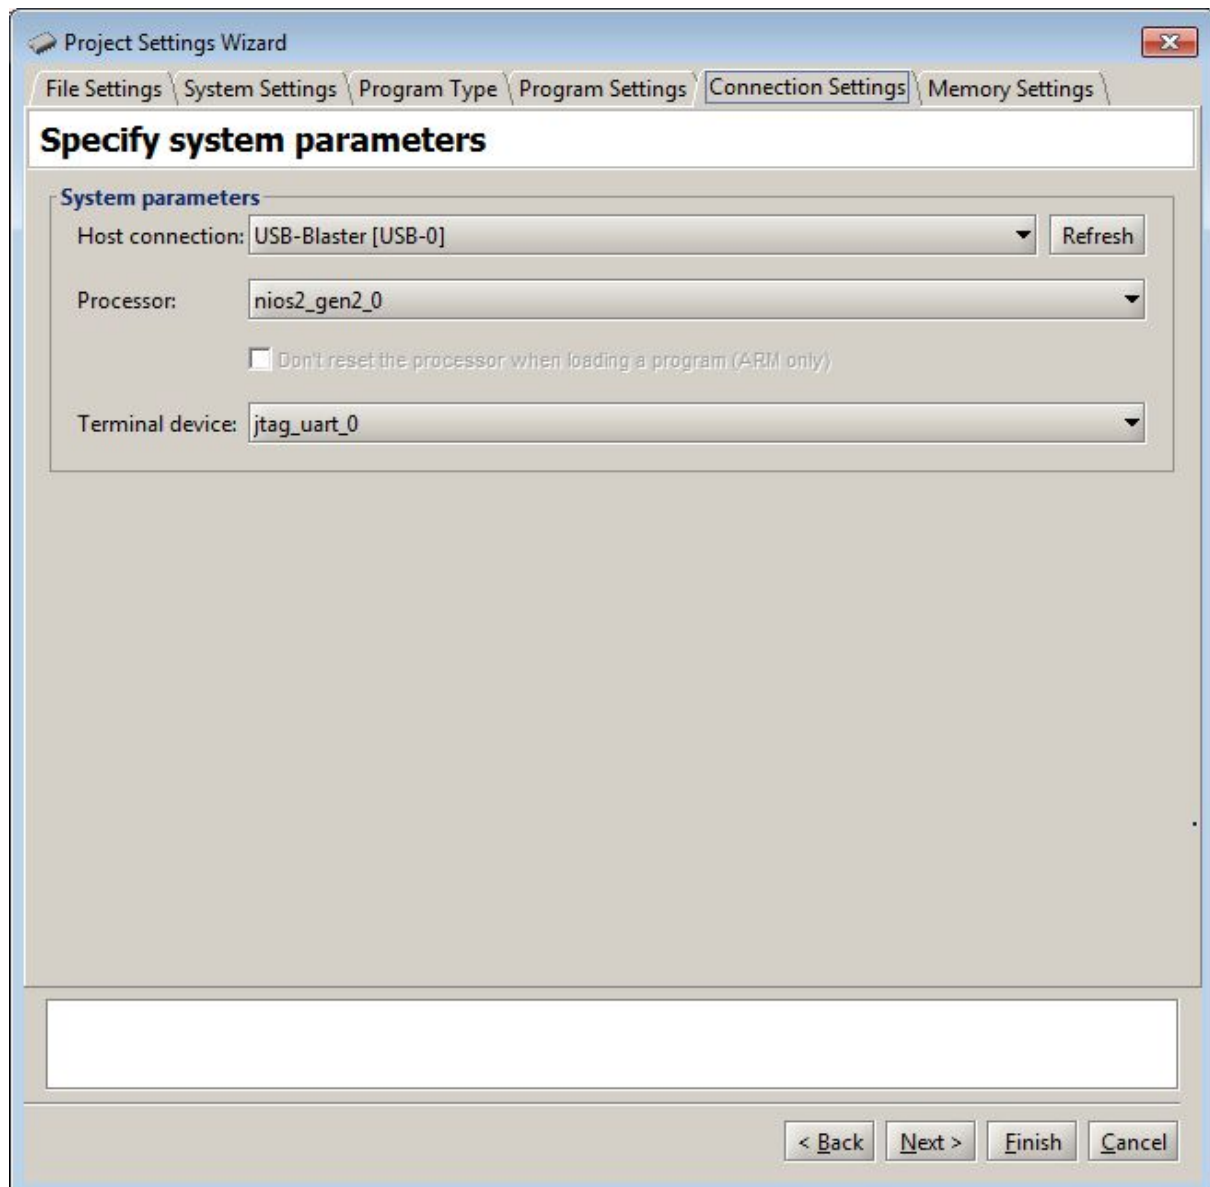 Project Settings Wizard
File Settings System Settings Program Type Program Settings Connection Settings Memory Settings
Specify system parameters
System parameters
Host connection: USB-Blaster [USB-0] Refresh
Processor: nios2_gen2_0
Don't reset the processor when loading a program (ARM only)
Terminal device: jtag_uart_0
< Back Next > Finish Cancel